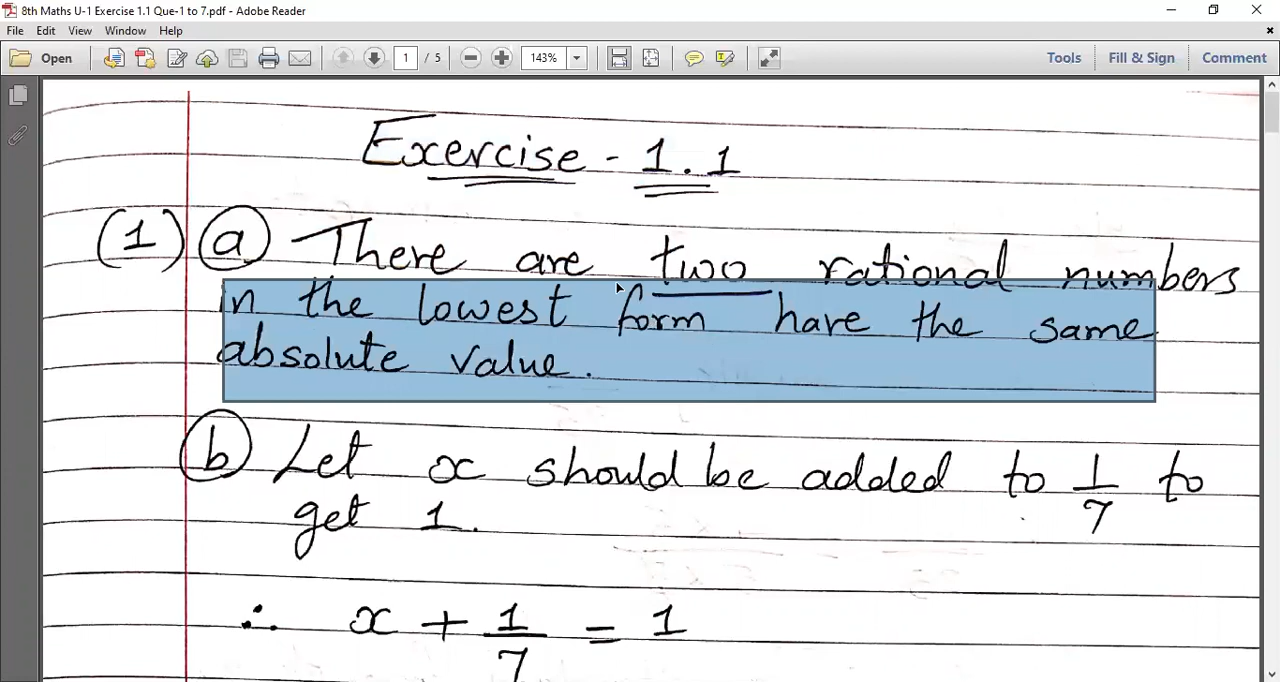 8th Maths U-1 Exercise 1.1 Que-1 to 7.pdf - Adobe Reader
File Edit View Window Help
Open 1 / 5 143% Tools Fill & Sign Comment
Exercise - 1.1
(1) a There are two rational numbers
in the lowest form have the same
absolute value.
b Let x should be added to 1/7 to
get 1.
∴ x + 1/7 = 1